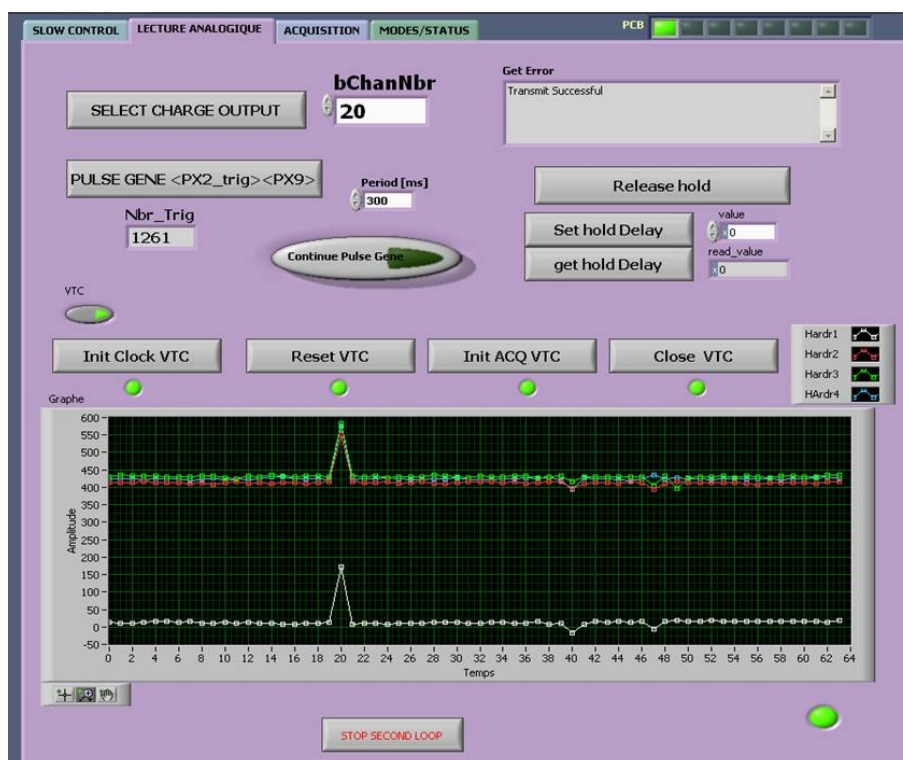 SLOW CONTROL LECTURE ANALOGIQUE ACQUISITION MODES/STATUS PCB
SELECT CHARGE OUTPUT
bChanNbr
20
Get Error
Transmit Successful
PULSE GENE <PX2_trig><PX9>
Period [ms]
300
Nbr_Trig
1261
Continue Pulse Gene
Release hold
Set hold Delay
value
x0
get hold Delay
read_value
x0
VTC
Init Clock VTC
Reset VTC
Init ACQ VTC
Close VTC
Hardr1
Hardr2
Hardr3
HArdr4
Graphe
600
550
500
450
400
350
300
250
200
150
100
50
0
-50
Amplitude
0 2 4 6 8 10 12 14 16 18 20 22 24 26 28 30 32 34 36 38 40 42 44 46 48 50 52 54 56 58 60 62 64
Temps
STOP SECOND LOOP